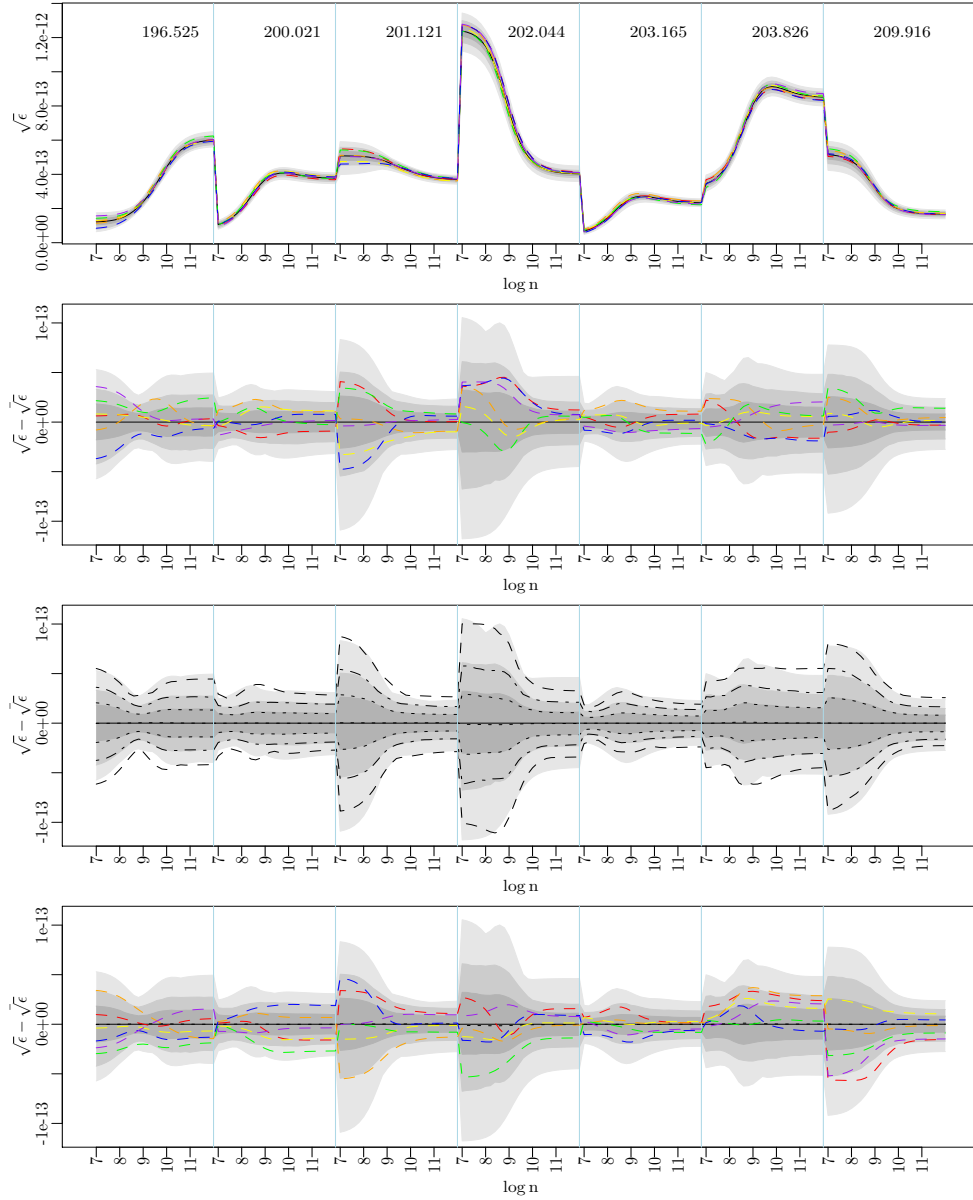 196.525 200.021 201.121 202.044 203.165 203.826 209.916
√ϵ
0.0e+00 4.0e-13 8.0e-13 1.2e-12
7 8 9 10 11 7 8 9 10 11 7 8 9 10 11 7 8 9 10 11 7 8 9 10 11 7 8 9 10 11 7 8 9 10 11
log n
√ϵ − √̄ϵ
-1e-13 0e+00 1e-13
7 8 9 10 11 7 8 9 10 11 7 8 9 10 11 7 8 9 10 11 7 8 9 10 11 7 8 9 10 11 7 8 9 10 11
log n
√ϵ − √̄ϵ
-1e-13 0e+00 1e-13
7 8 9 10 11 7 8 9 10 11 7 8 9 10 11 7 8 9 10 11 7 8 9 10 11 7 8 9 10 11 7 8 9 10 11
log n
√ϵ − √̄ϵ
-1e-13 0e+00 1e-13
7 8 9 10 11 7 8 9 10 11 7 8 9 10 11 7 8 9 10 11 7 8 9 10 11 7 8 9 10 11 7 8 9 10 11
log n